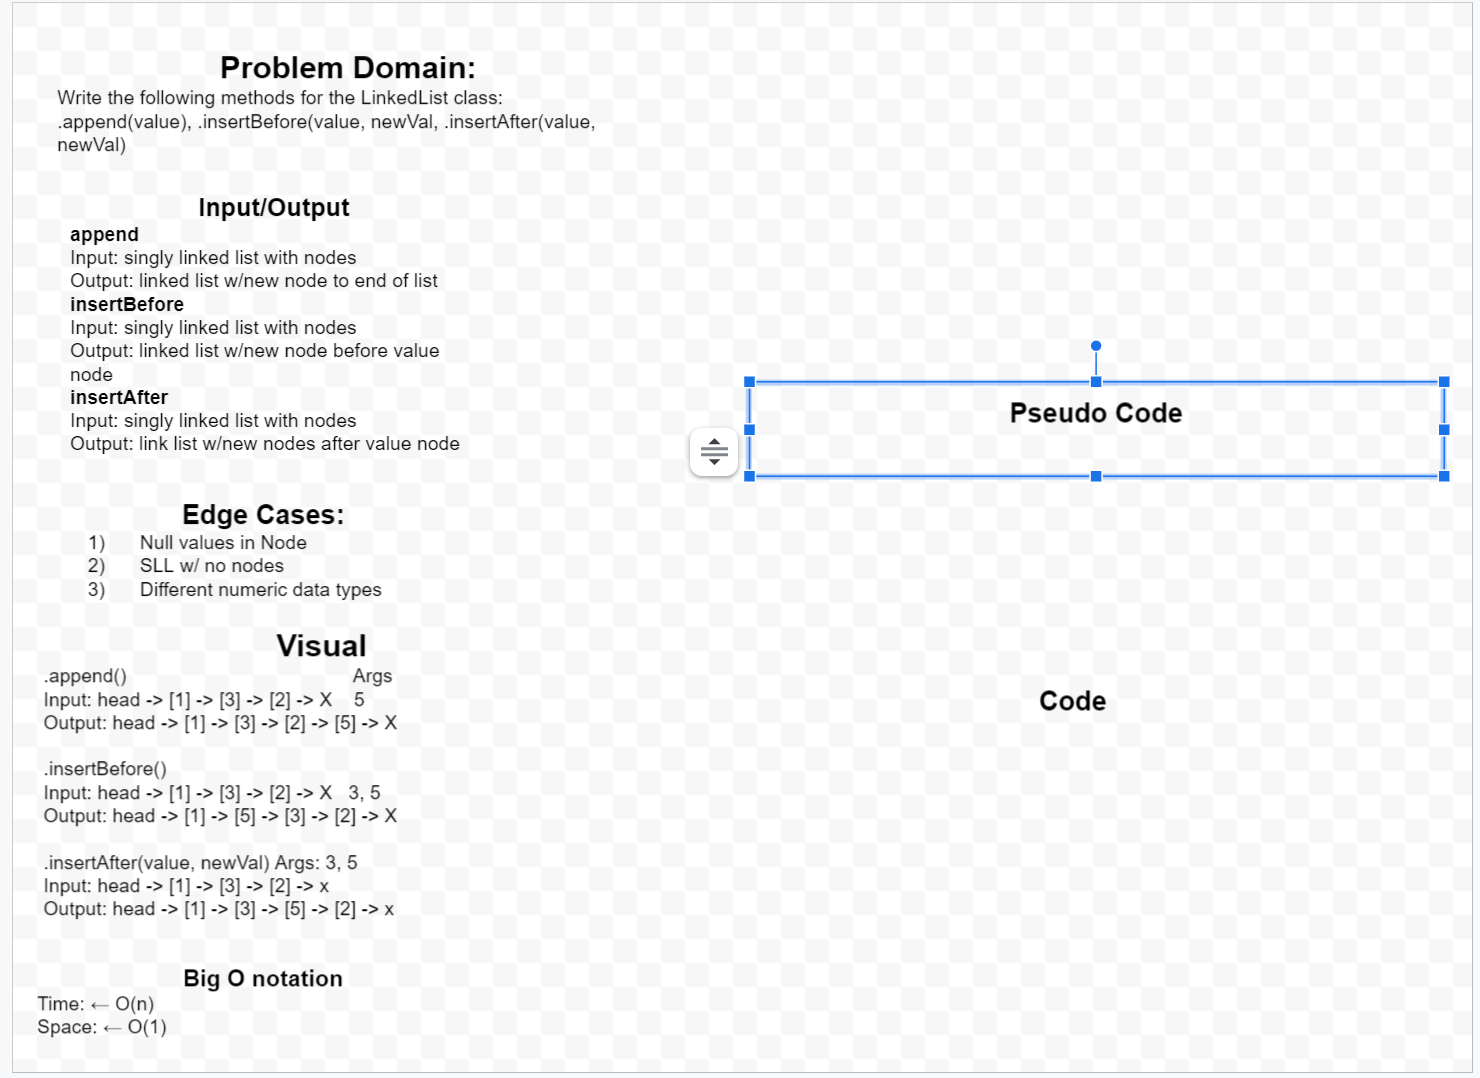 Problem Domain:
Write the following methods for the LinkedList class:
.append(value), .insertBefore(value, newVal, .insertAfter(value,
newVal)
Input/Output
append
Input: singly linked list with nodes
Output: linked list w/new node to end of list
insertBefore
Input: singly linked list with nodes
Output: linked list w/new node before value
node
insertAfter
Input: singly linked list with nodes
Output: link list w/new nodes after value node
Edge Cases:
1) Null values in Node
2) SLL w/ no nodes
3) Different numeric data types
Visual
.append() Args
Input: head -> [1] -> [3] -> [2] -> X 5
Output: head -> [1] -> [3] -> [2] -> [5] -> X
.insertBefore()
Input: head -> [1] -> [3] -> [2] -> X 3, 5
Output: head -> [1] -> [5] -> [3] -> [2] -> X
.insertAfter(value, newVal) Args: 3, 5
Input: head -> [1] -> [3] -> [2] -> x
Output: head -> [1] -> [3] -> [5] -> [2] -> x
Big O notation
Time: ← O(n)
Space: ← O(1)
Pseudo Code
Code